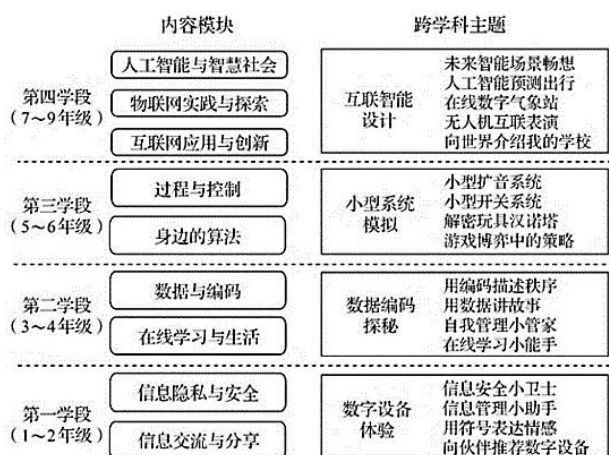 内容模块
跨学科主题
第四学段
(7～9年级)
人工智能与智慧社会
物联网实践与探索
互联网应用与创新
互联智能
设计
未来智能场景畅想
人工智能预测出行
在线数字气象站
无人机互联表演
向世界介绍我的学校
第三学段
(5～6年级)
过程与控制
身边的算法
小型系统
模拟
小型扩音系统
小型开关系统
解密玩具汉诺塔
游戏博弈中的策略
第二学段
(3～4年级)
数据与编码
在线学习与生活
数据编码
探秘
用编码描述秩序
用数据讲故事
自我管理小管家
在线学习小能手
第一学段
(1～2年级)
信息隐私与安全
信息交流与分享
数字设备
体验
信息安全小卫士
信息管理小助手
用符号表达情感
向伙伴推荐数字设备